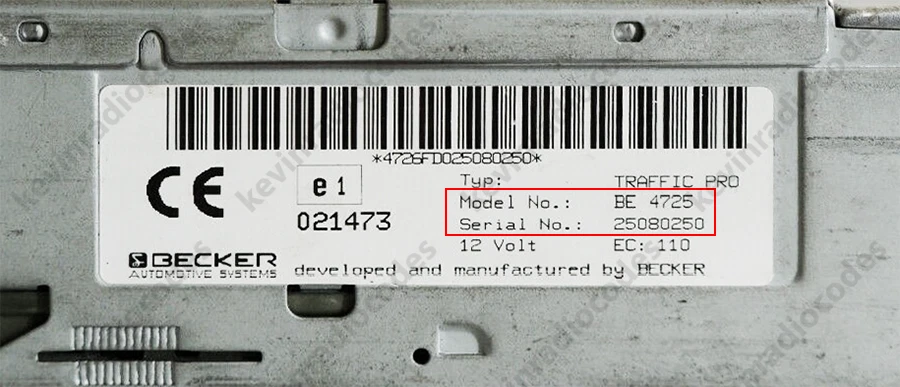 *4726FD025080250*
CE
e1
021473
Typ: TRAFFIC PRO
Model No.: BE 4725
Serial No.: 25080250
12 Volt EC: 110
BECKER
AUTOMOTIVE SYSTEMS
developed and manufactured by BECKER
kevinradiocodes